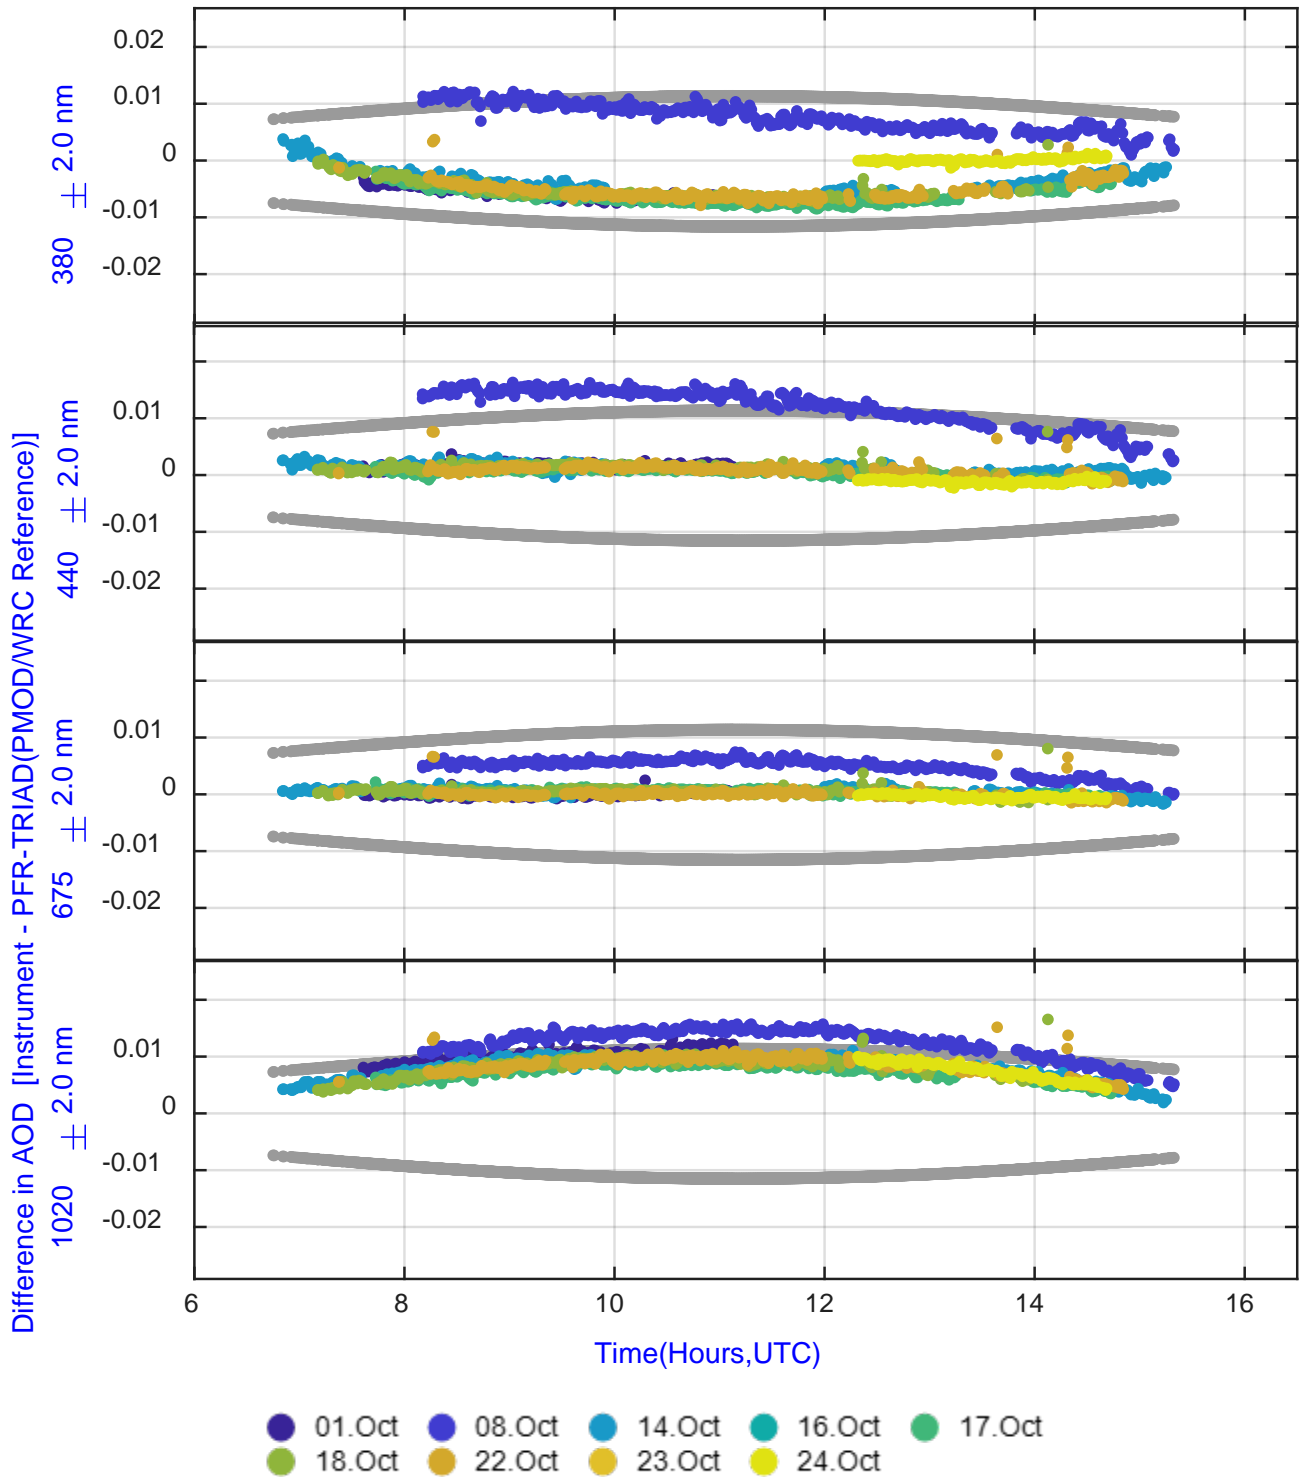 Difference in AOD [Instrument - PFR-TRIAD(PMOD/WRC Reference)]
380 ± 2.0 nm
0.02
0.01
0
-0.01
-0.02
440 ± 2.0 nm
0.01
0
-0.01
-0.02
675 ± 2.0 nm
0.01
0
-0.01
-0.02
1020 ± 2.0 nm
0.01
0
-0.01
-0.02
6 8 10 12 14 16
Time(Hours,UTC)
01.Oct 08.Oct 14.Oct 16.Oct 17.Oct
18.Oct 22.Oct 23.Oct 24.Oct